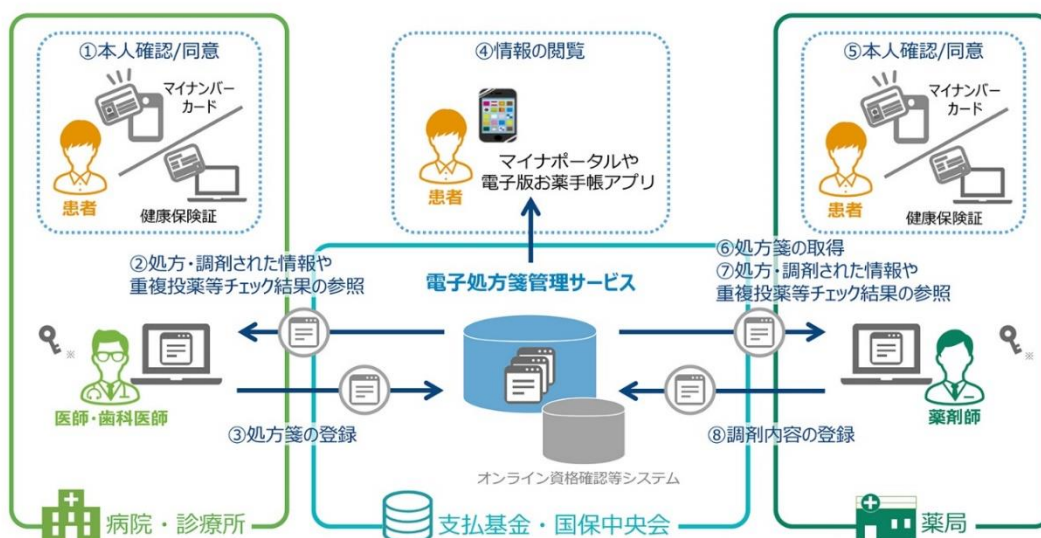 ①本人確認/同意
マイナンバー
カード
患者
健康保険証
②処方・調剤された情報や
重複投薬等チェック結果の参照
※
医師・歯科医師
③処方箋の登録
病院・診療所
④情報の閲覧
患者
マイナポータルや
電子版お薬手帳アプリ
電子処方箋管理サービス
オンライン資格確認等システム
支払基金・国保中央会
⑤本人確認/同意
マイナンバー
カード
患者
健康保険証
⑥処方箋の取得
⑦処方・調剤された情報や
重複投薬等チェック結果の参照
※
薬剤師
⑧調剤内容の登録
薬局